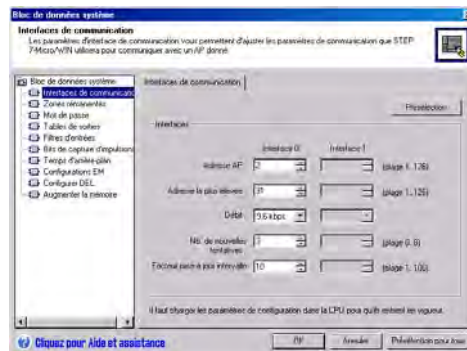 Bloc de données système
Interfaces de communication
Les paramètres d'interface de communication vous permettent d'ajuster les paramètres de communication que STEP
7-Micro/WIN utilisera pour communiquer avec un AP donné.
Bloc de données système
Interfaces de communicatio
Zones rémanentes
Mot de passe
Tables de sorties
Filtres d'entrées
Bits de capture d'impulsions
Temps d'arrière-plan
Configurations EM
Configurer DEL
Augmenter la mémoire
Interfaces de communication
Présélection
Interfaces
Interface 0 Interface 1
Adresse AP: 2 (plage 1..126)
Adresse la plus élevée: 31 (plage 1..126)
Débit: 9,6 kbps
Nb. de nouvelles tentatives: 3 (plage 0..8)
Facteur mise à jour intervalle: 10 (plage 1..100)
Il faut charger les paramètres de configuration dans la CPU pour qu'ils entrent en vigueur.
Cliquez pour Aide et assistance
OK Annuler Présélection pour tous